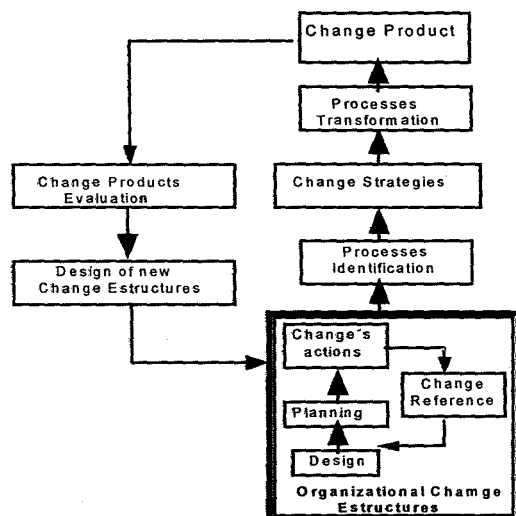 Change Product
Processes
Transformation
Change Products
Evaluation
Change Strategies
Design of new
Change Estructures
Processes
Identification
Change´s
actions
Change
Reference
Planning
Design
Organizational Chamge
Estructures